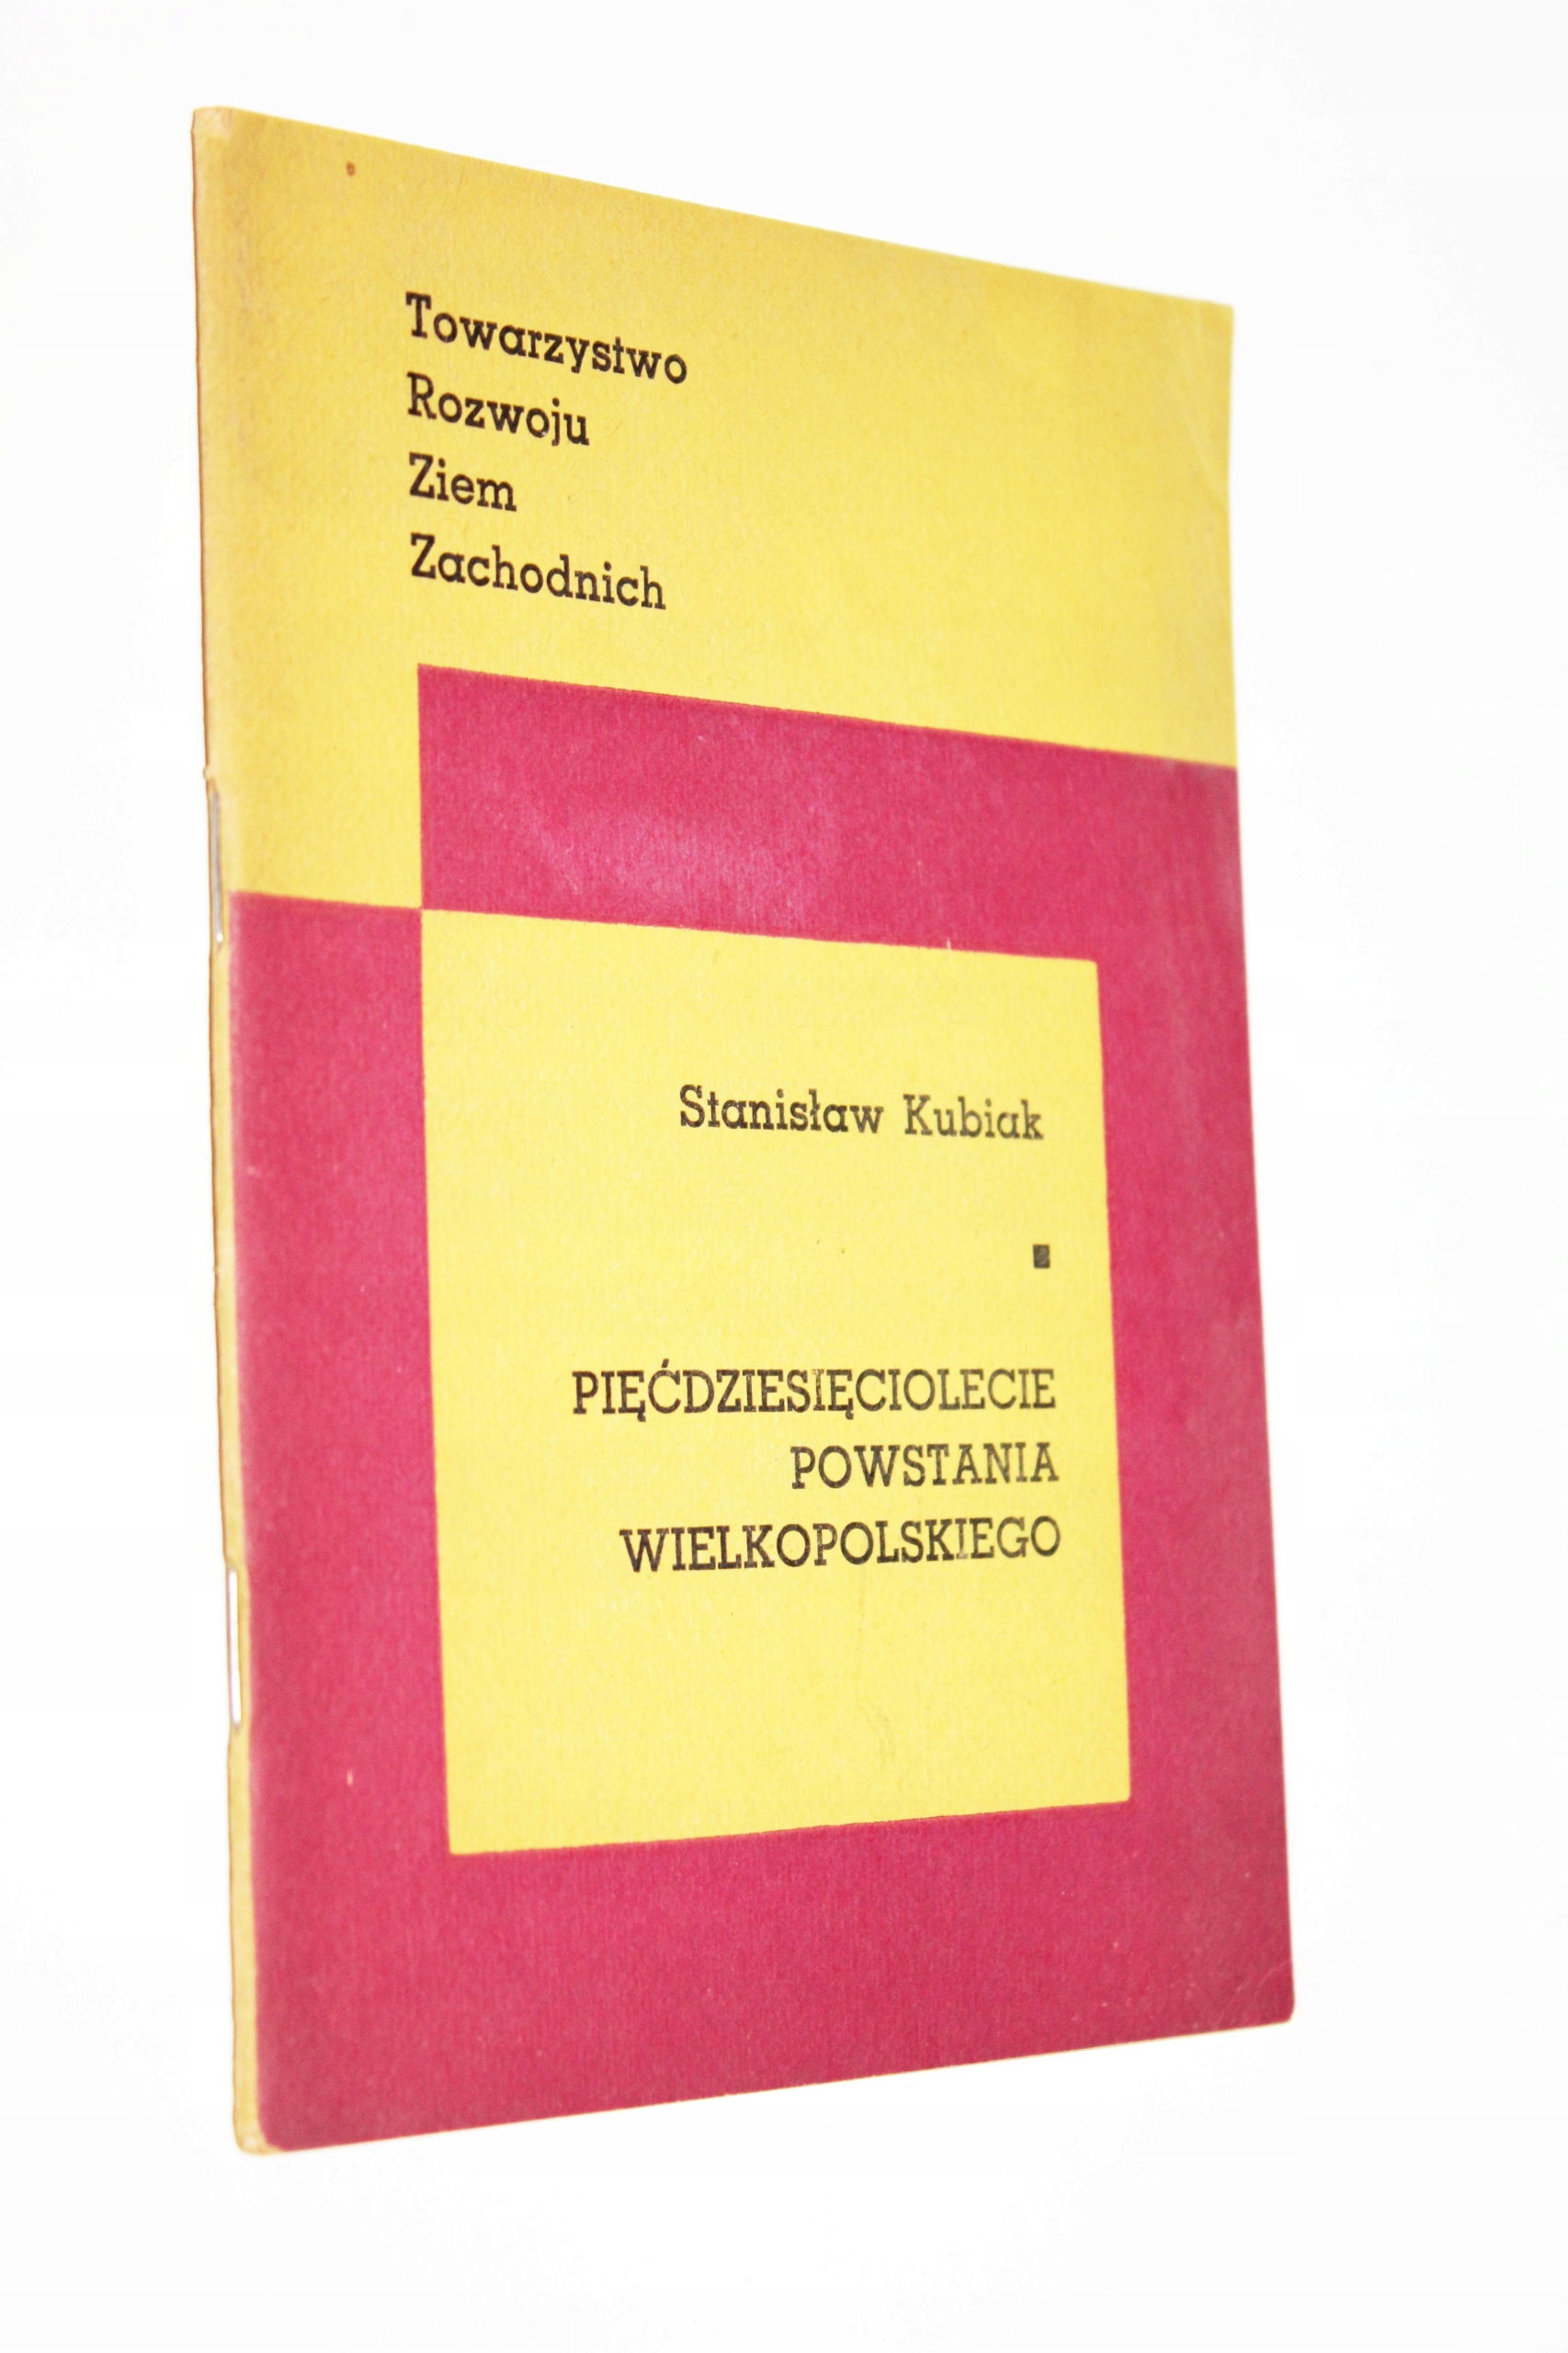 Towarzystwo
Rozwoju
Ziem
Zachodnich
Stanisław Kubiak
PIĘĆDZIESIĘCIOLECIE
POWSTANIA
WIELKOPOLSKIEGO